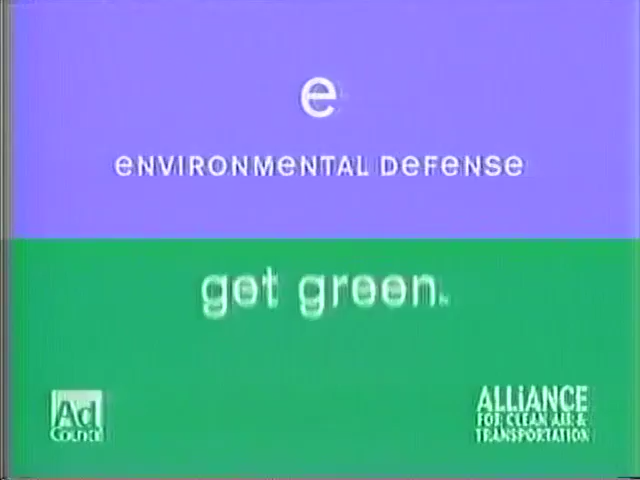 e
eNVIRONMeNTAL DeFeNSe
get green.
Ad
Council
ALLiANCE
FOR CLEAN AIR &
TRANSPORTATION